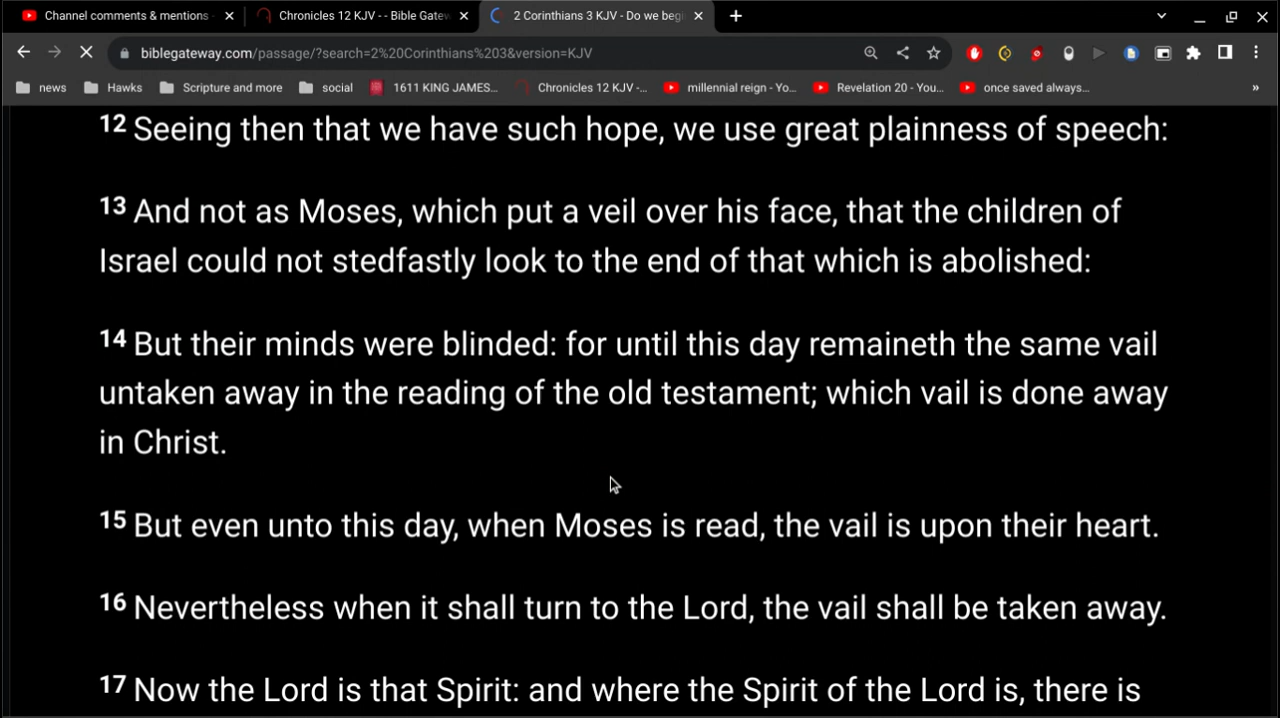 Channel comments & mentions
Chronicles 12 KJV - - Bible Gatew
2 Corinthians 3 KJV - Do we begi
biblegateway.com/passage/?search=2%20Corinthians%203&version=KJV
news
Hawks
Scripture and more
social
1611 KING JAMES...
Chronicles 12 KJV -...
millennial reign - Yo...
Revelation 20 - You...
once saved always...
»
12 Seeing then that we have such hope, we use great plainness of speech:
13 And not as Moses, which put a veil over his face, that the children of
Israel could not stedfastly look to the end of that which is abolished:
14 But their minds were blinded: for until this day remaineth the same vail
untaken away in the reading of the old testament; which vail is done away
in Christ.
15 But even unto this day, when Moses is read, the vail is upon their heart.
16 Nevertheless when it shall turn to the Lord, the vail shall be taken away.
17 Now the Lord is that Spirit: and where the Spirit of the Lord is, there is